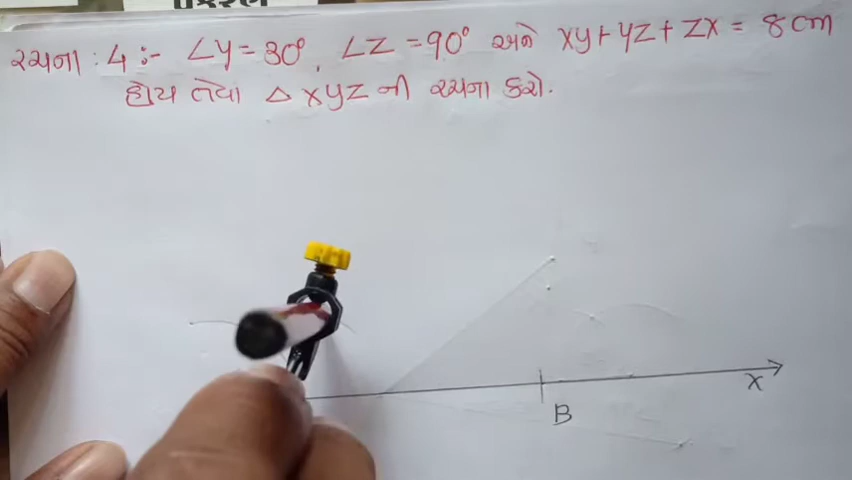 રચના : 4 :- ∠Y = 30°, ∠Z = 90° અને XY + YZ + ZX = 8 cm
હોય તેવા △ XYZ ની રચના કરો.
X
B